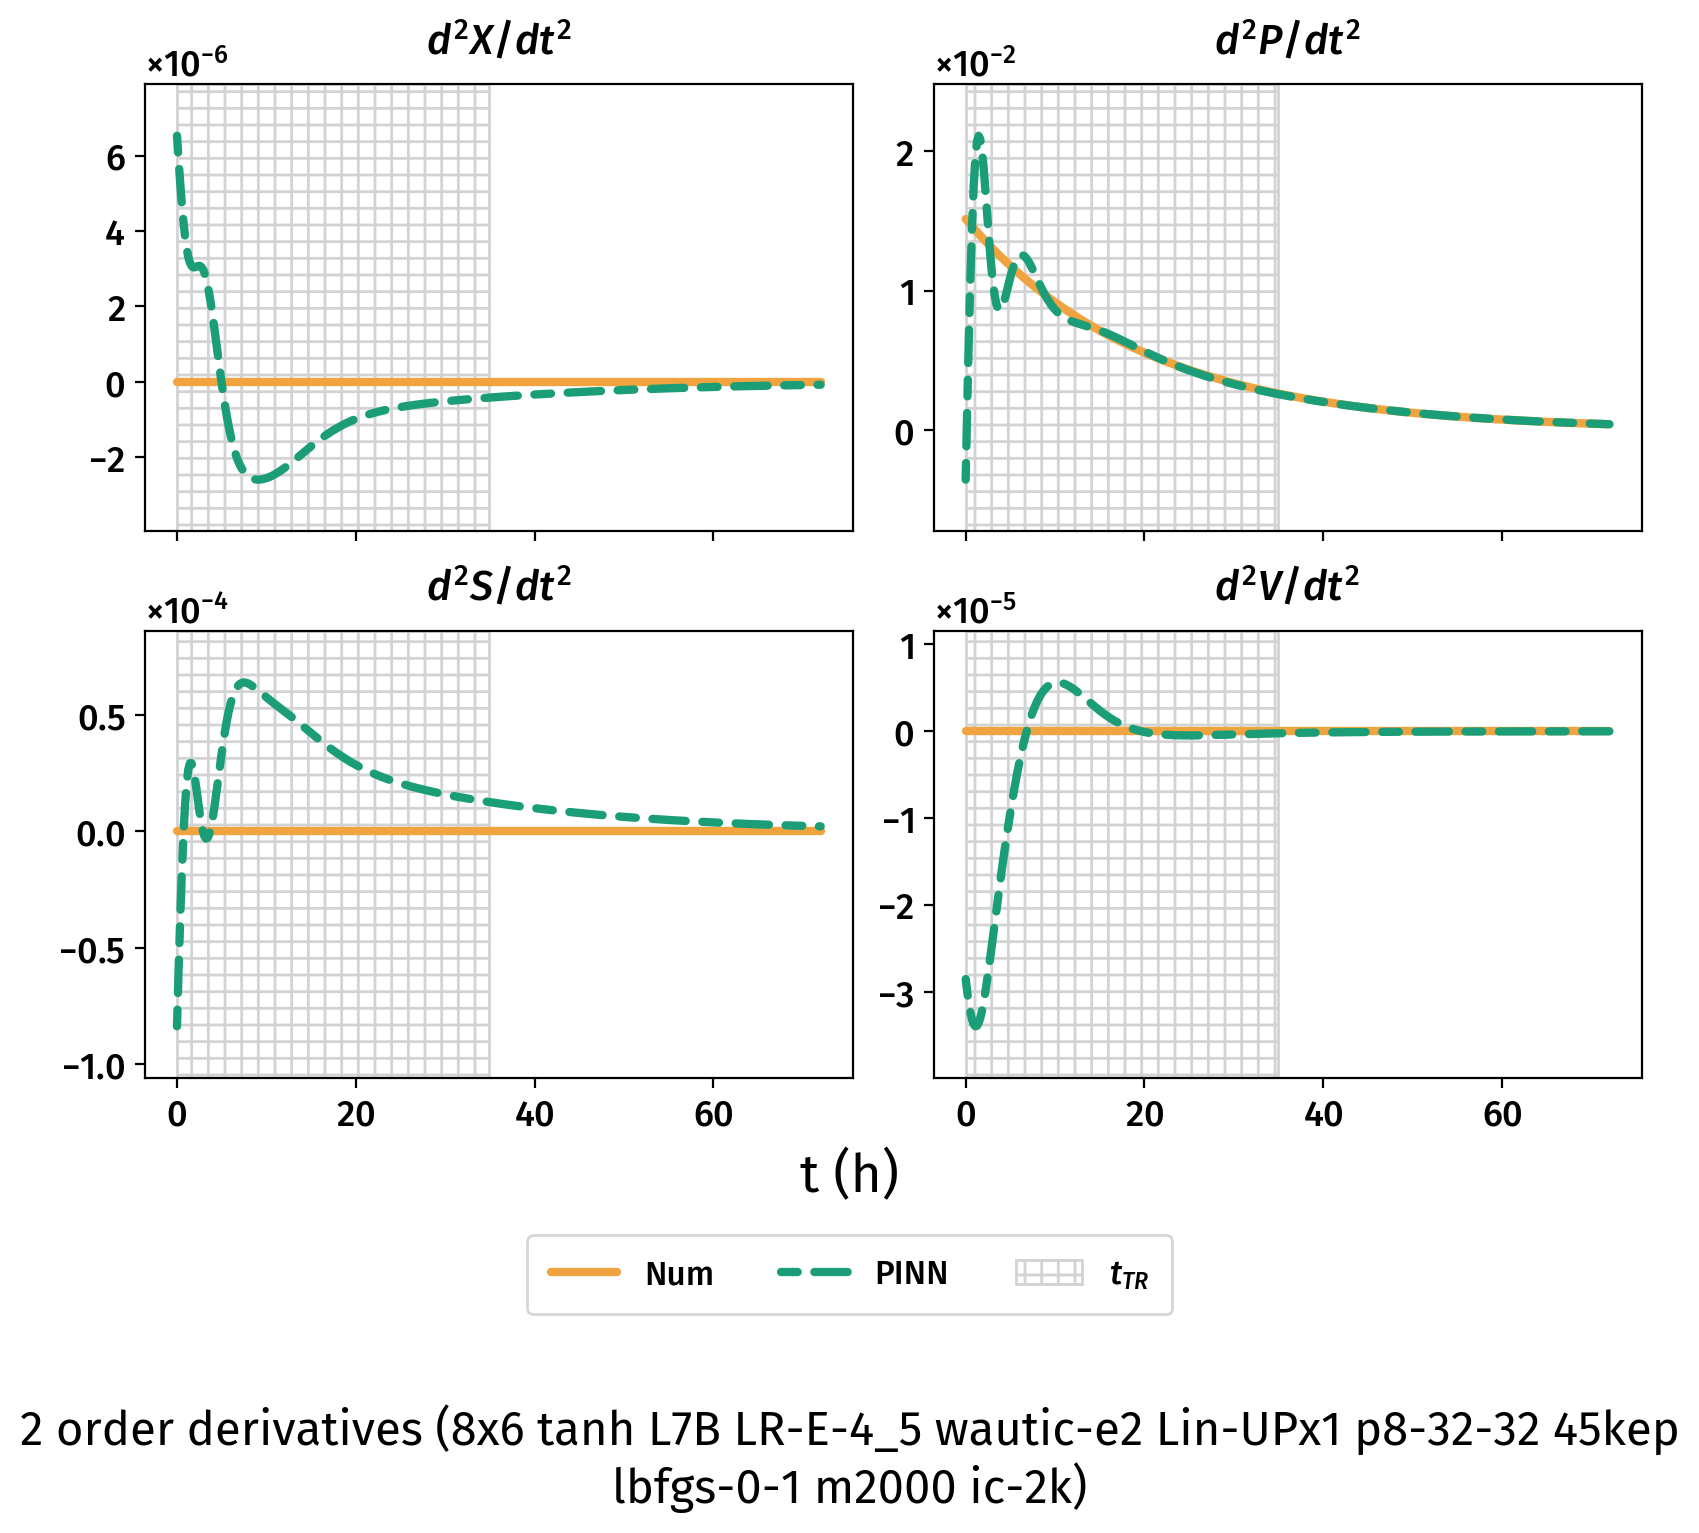 d²X/dt²
×10⁻⁶
6
4
2
0
−2
d²P/dt²
×10⁻²
2
1
0
d²S/dt²
×10⁻⁴
0.5
0.0
−0.5
−1.0
0 20 40 60
d²V/dt²
×10⁻⁵
1
0
−1
−2
−3
0 20 40 60
t (h)
Num PINN t_TR
2 order derivatives (8x6 tanh L7B LR-E-4_5 wautic-e2 Lin-UPx1 p8-32-32 45kep
lbfgs-0-1 m2000 ic-2k)